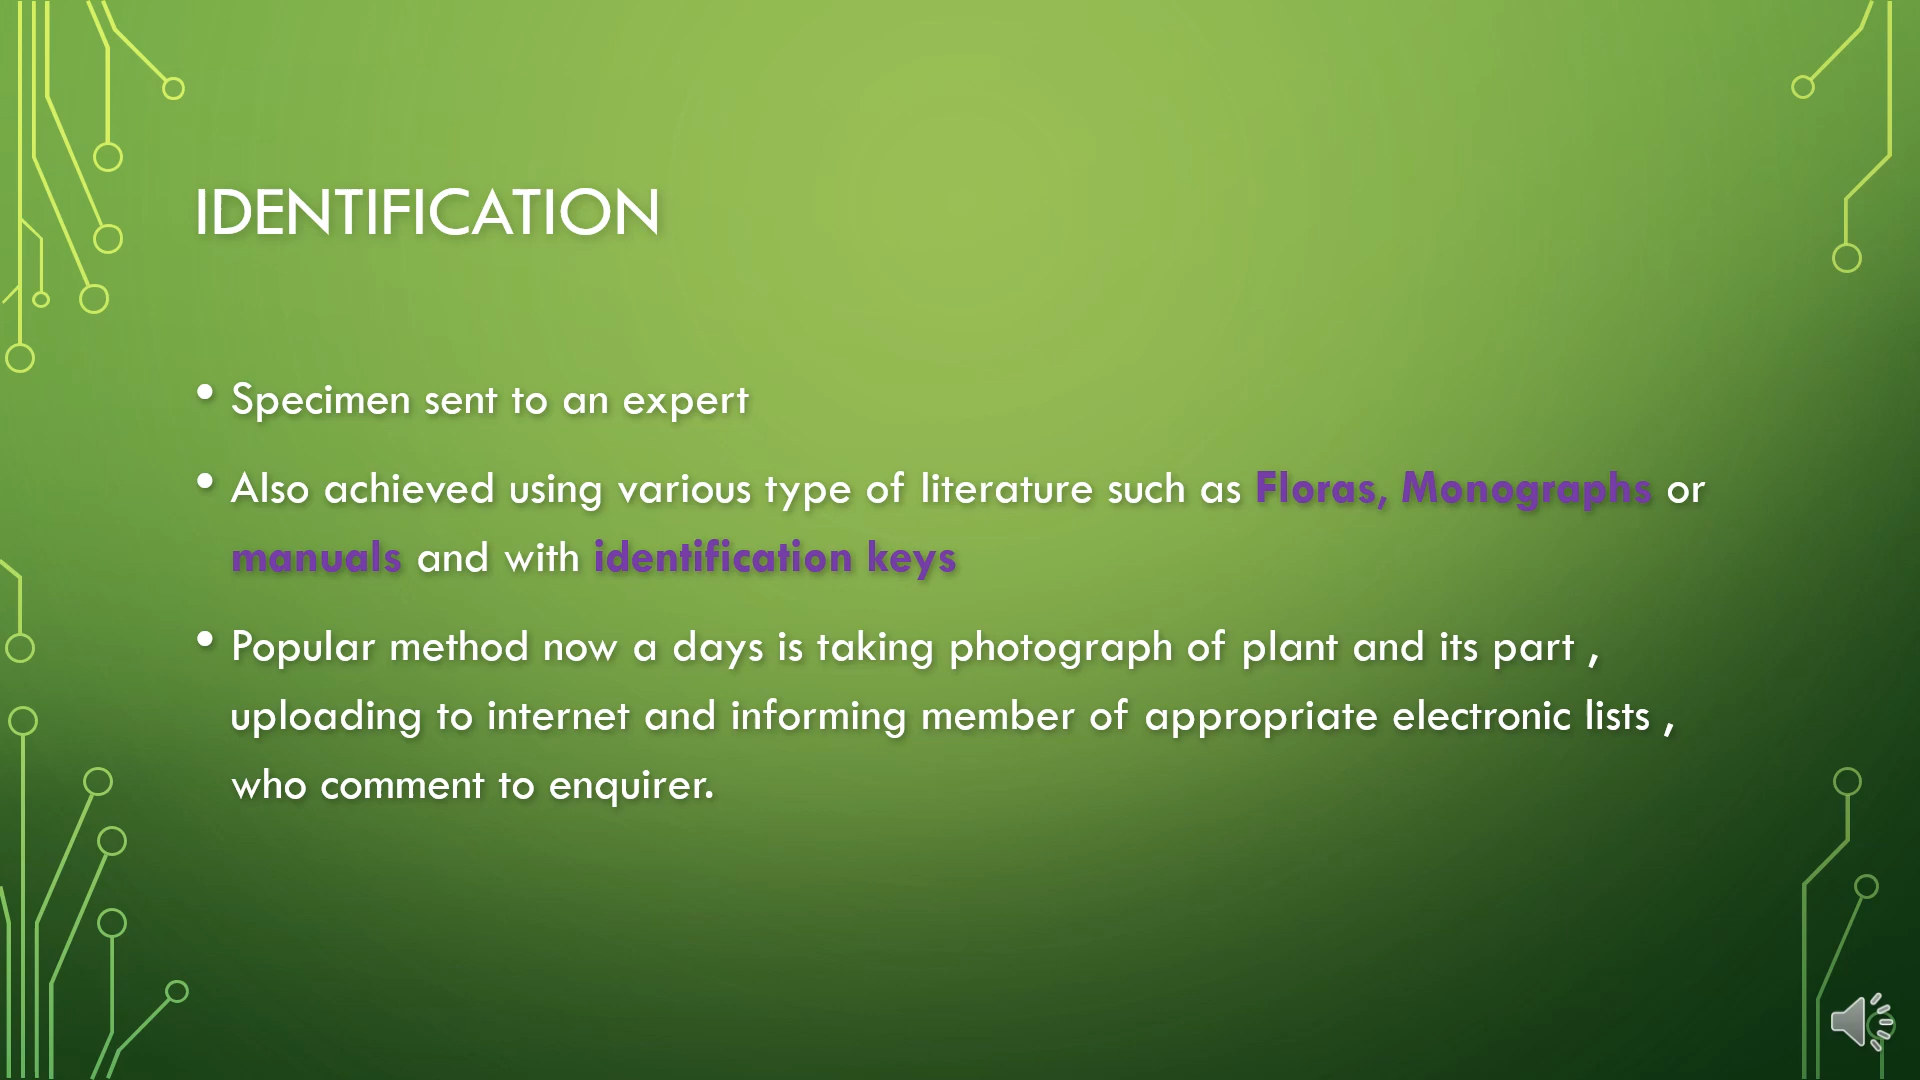 IDENTIFICATION
• Specimen sent to an expert
• Also achieved using various type of literature such as Floras, Monographs or
manuals and with identification keys
• Popular method now a days is taking photograph of plant and its part ,
uploading to internet and informing member of appropriate electronic lists ,
who comment to enquirer.